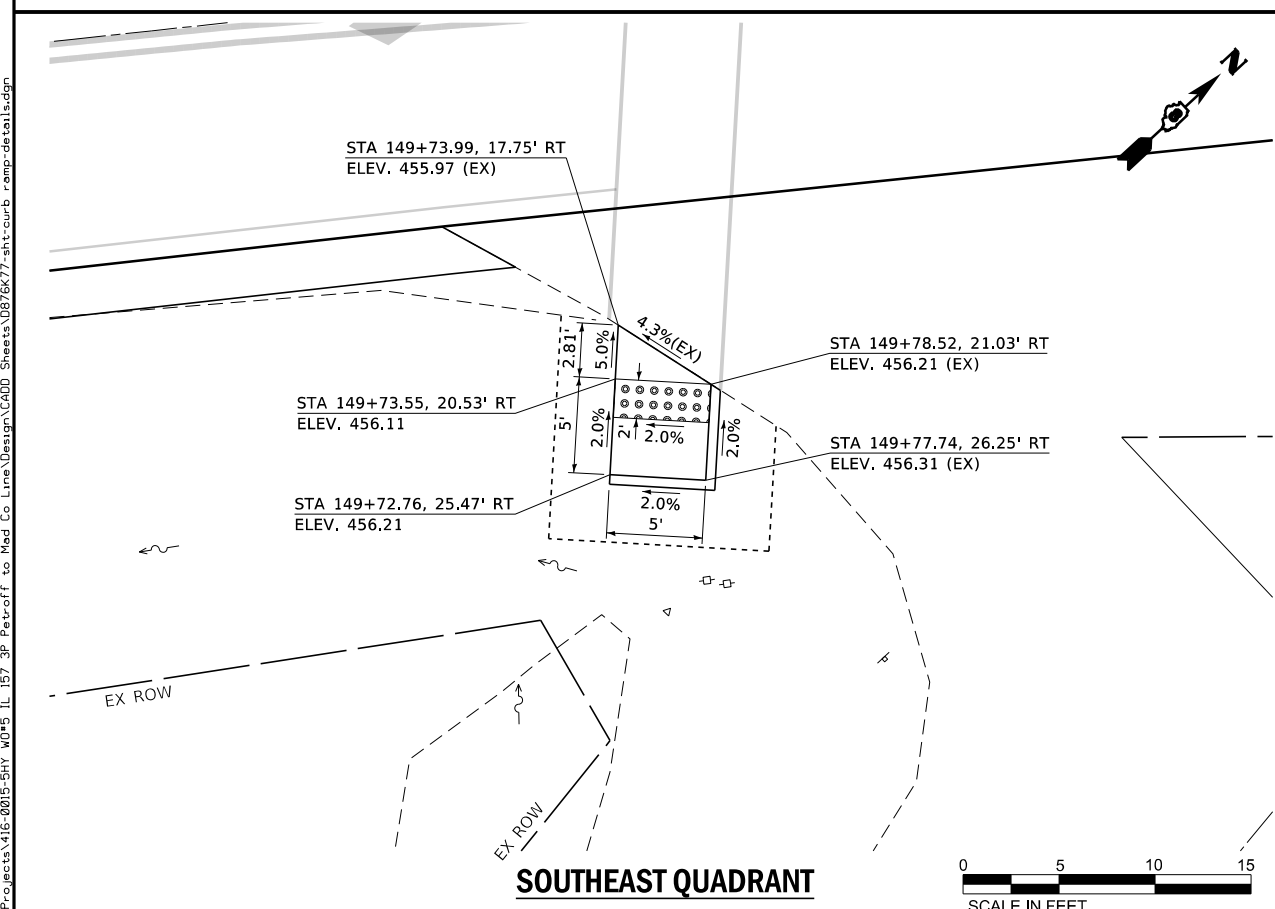 N
STA 149+73.99, 17.75' RT
ELEV. 455.97 (EX)
4.3%(EX)
2.81'
5.0%
STA 149+78.52, 21.03' RT
ELEV. 456.21 (EX)
STA 149+73.55, 20.53' RT
ELEV. 456.11
5'
2.0%
2'
2.0%
2.0%
STA 149+77.74, 26.25' RT
ELEV. 456.31 (EX)
STA 149+72.76, 25.47' RT
ELEV. 456.21
2.0%
5'
EX ROW
EX ROW
SOUTHEAST QUADRANT
0 5 10 15
SCALE IN FEET
Projects\416-0015-5HY WO#5 IL 157 3P Petroff to Mad Co Line\Design\CADD Sheets\D876K77-sht-curb ramp-details.dgn